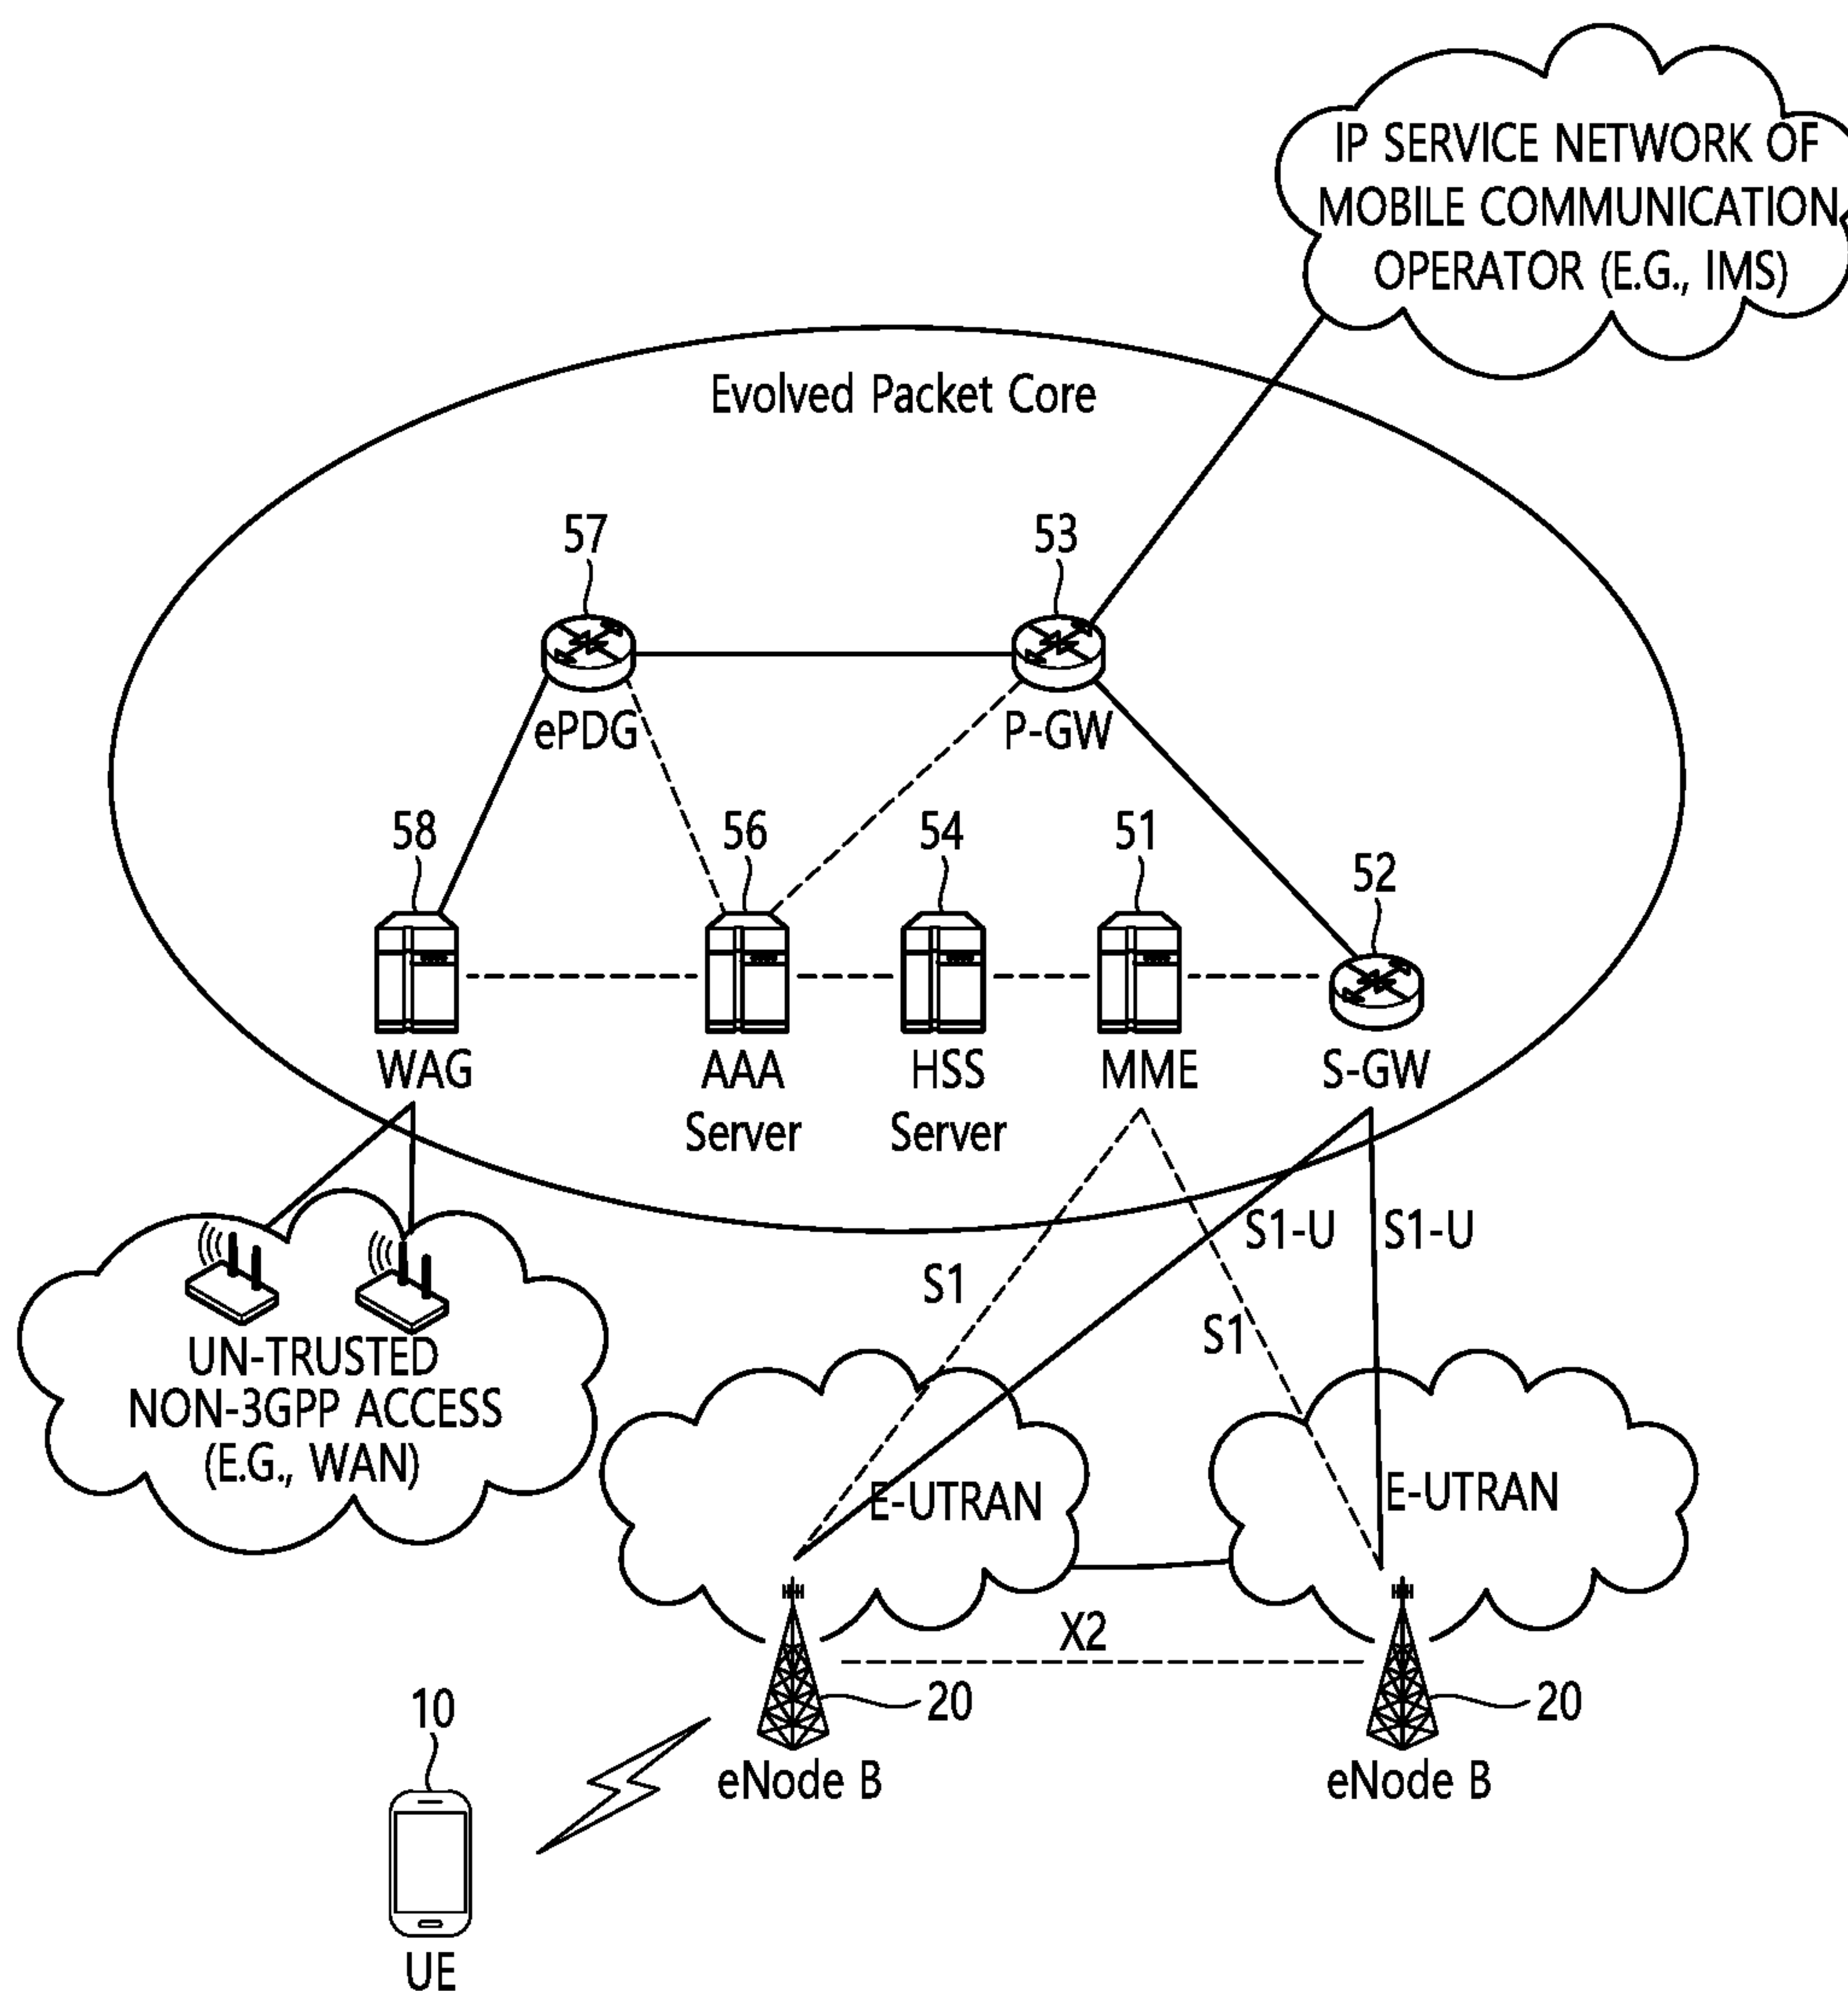 IP SERVICE NETWORK OF
MOBILE COMMUNICATION
OPERATOR (E.G., IMS)
Evolved Packet Core
57
53
ePDG
P-GW
58
56
54
51
52
WAG
AAA
Server
HSS
Server
MME
S-GW
S1-U
S1-U
S1
S1
UN-TRUSTED
NON-3GPP ACCESS
(E.G., WAN)
E-UTRAN
E-UTRAN
X2
20
20
eNode B
eNode B
10
UE